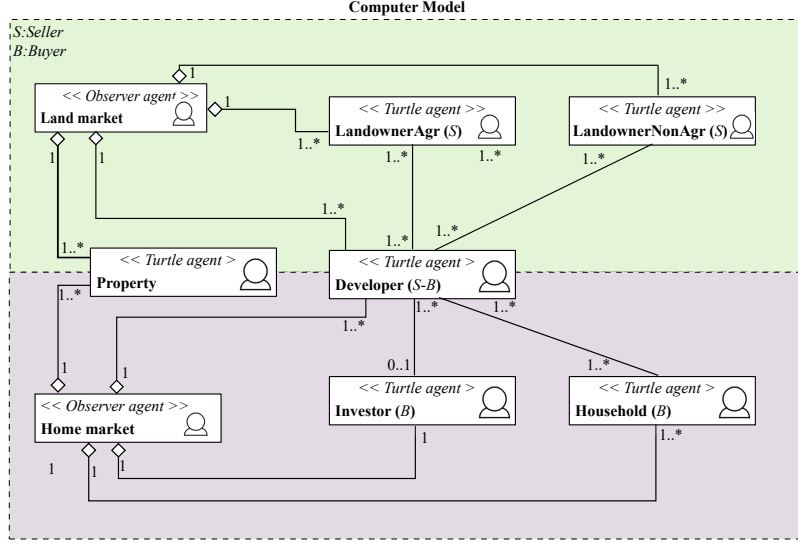 Computer Model
S:Seller
B:Buyer
1
1..*
<< Observer agent >>
Land market
1
<< Turtle agent >>
LandownerAgr (S)
<< Turtle agent >>
LandownerNonAgr (S)
1..*
1
1
1..*
1..*
1..*
1..*
1..*
1..*
1..*
<< Turtle agent >
Property
<< Turtle agent >
Developer (S-B)
1..*
1..*
1..*
1..*
1
1
0..1
1..*
<< Observer agent >>
Home market
<< Turtle agent >
Investor (B)
<< Turtle agent >
Household (B)
1
1..*
1
1
1